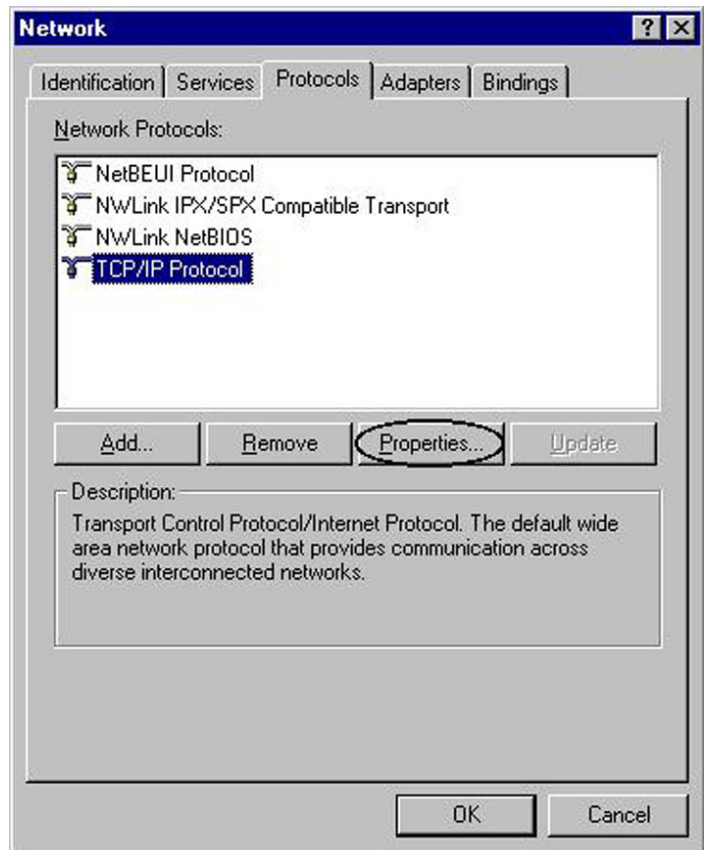 Network
Identification Services Protocols Adapters Bindings
Network Protocols:
NetBEUI Protocol
NWLink IPX/SPX Compatible Transport
NWLink NetBIOS
TCP/IP Protocol
Add... Remove Properties... Update
Description:
Transport Control Protocol/Internet Protocol. The default wide
area network protocol that provides communication across
diverse interconnected networks.
OK Cancel